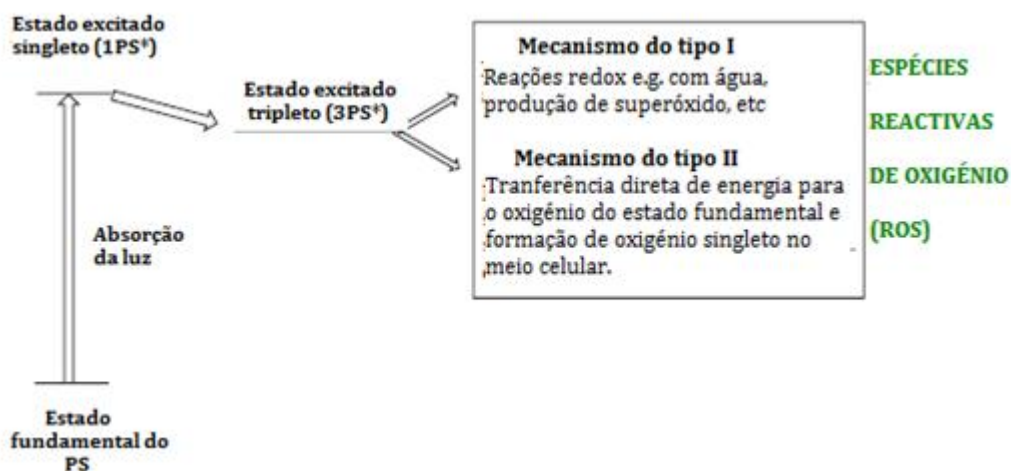 Estado excitado
singleto (1PS*)
Estado excitado
tripleto (3PS*)
Absorção
da luz
Estado
fundamental do
PS
Mecanismo do tipo I
Reações redox e.g. com água,
produção de superóxido, etc
Mecanismo do tipo II
Tranferência direta de energia para
o oxigénio do estado fundamental e
formação de oxigénio singleto no
meio celular.
ESPÉCIES
REACTIVAS
DE OXIGÉNIO
(ROS)